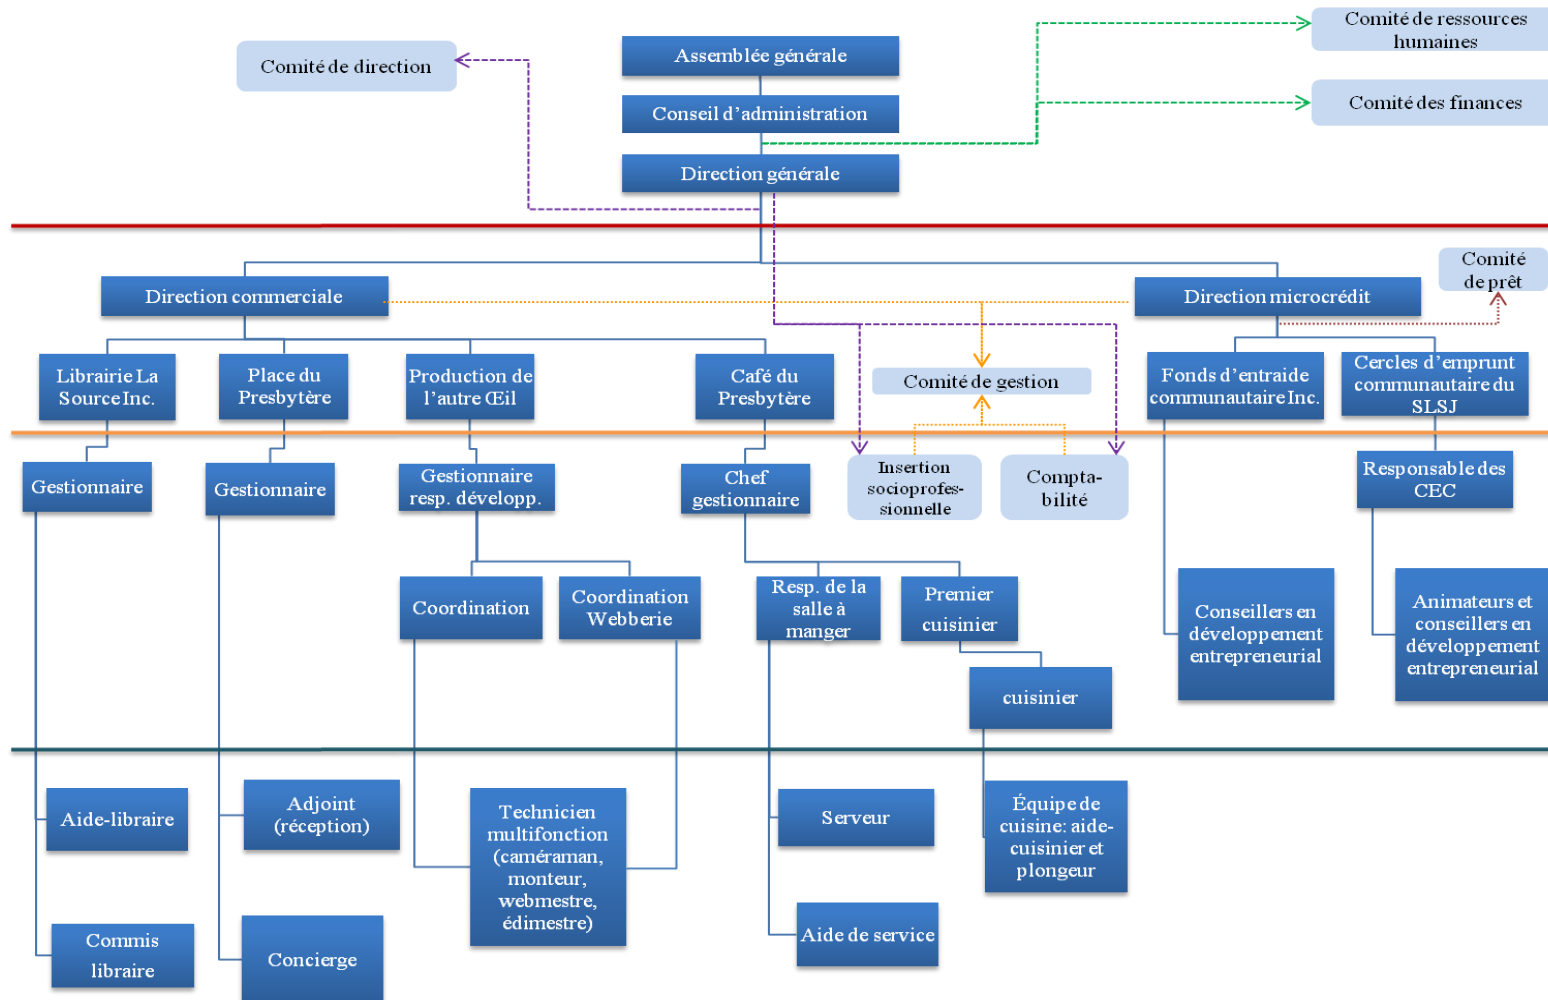 Comité de ressources
humaines
Assemblée générale
Comité de direction
Comité des finances
Conseil d'administration
Direction générale
Comité
de prêt
Direction commerciale
Direction microcrédit
Librairie La
Source Inc.
Place du
Presbytère
Production de
l'autre Œil
Café du
Presbytère
Comité de gestion
Fonds d'entraide
communautaire Inc.
Cercles d'emprunt
communautaire du
SLSJ
Gestionnaire
Gestionnaire
Gestionnaire
resp. développ.
Chef
gestionnaire
Insertion
socioprofes-
sionnelle
Compta-
bilité
Responsable des
CEC
Coordination
Coordination
Webberie
Resp. de la
salle à
manger
Premier
cuisinier
Conseillers en
développement
entrepreneurial
Animateurs et
conseillers en
développement
entrepreneurial
cuisinier
Aide-libraire
Adjoint
(réception)
Technicien
multifonction
(caméraman,
monteur,
webmestre,
édimestre)
Serveur
Équipe de
cuisine: aide-
cuisinier et
plongeur
Commis
libraire
Concierge
Aide de service